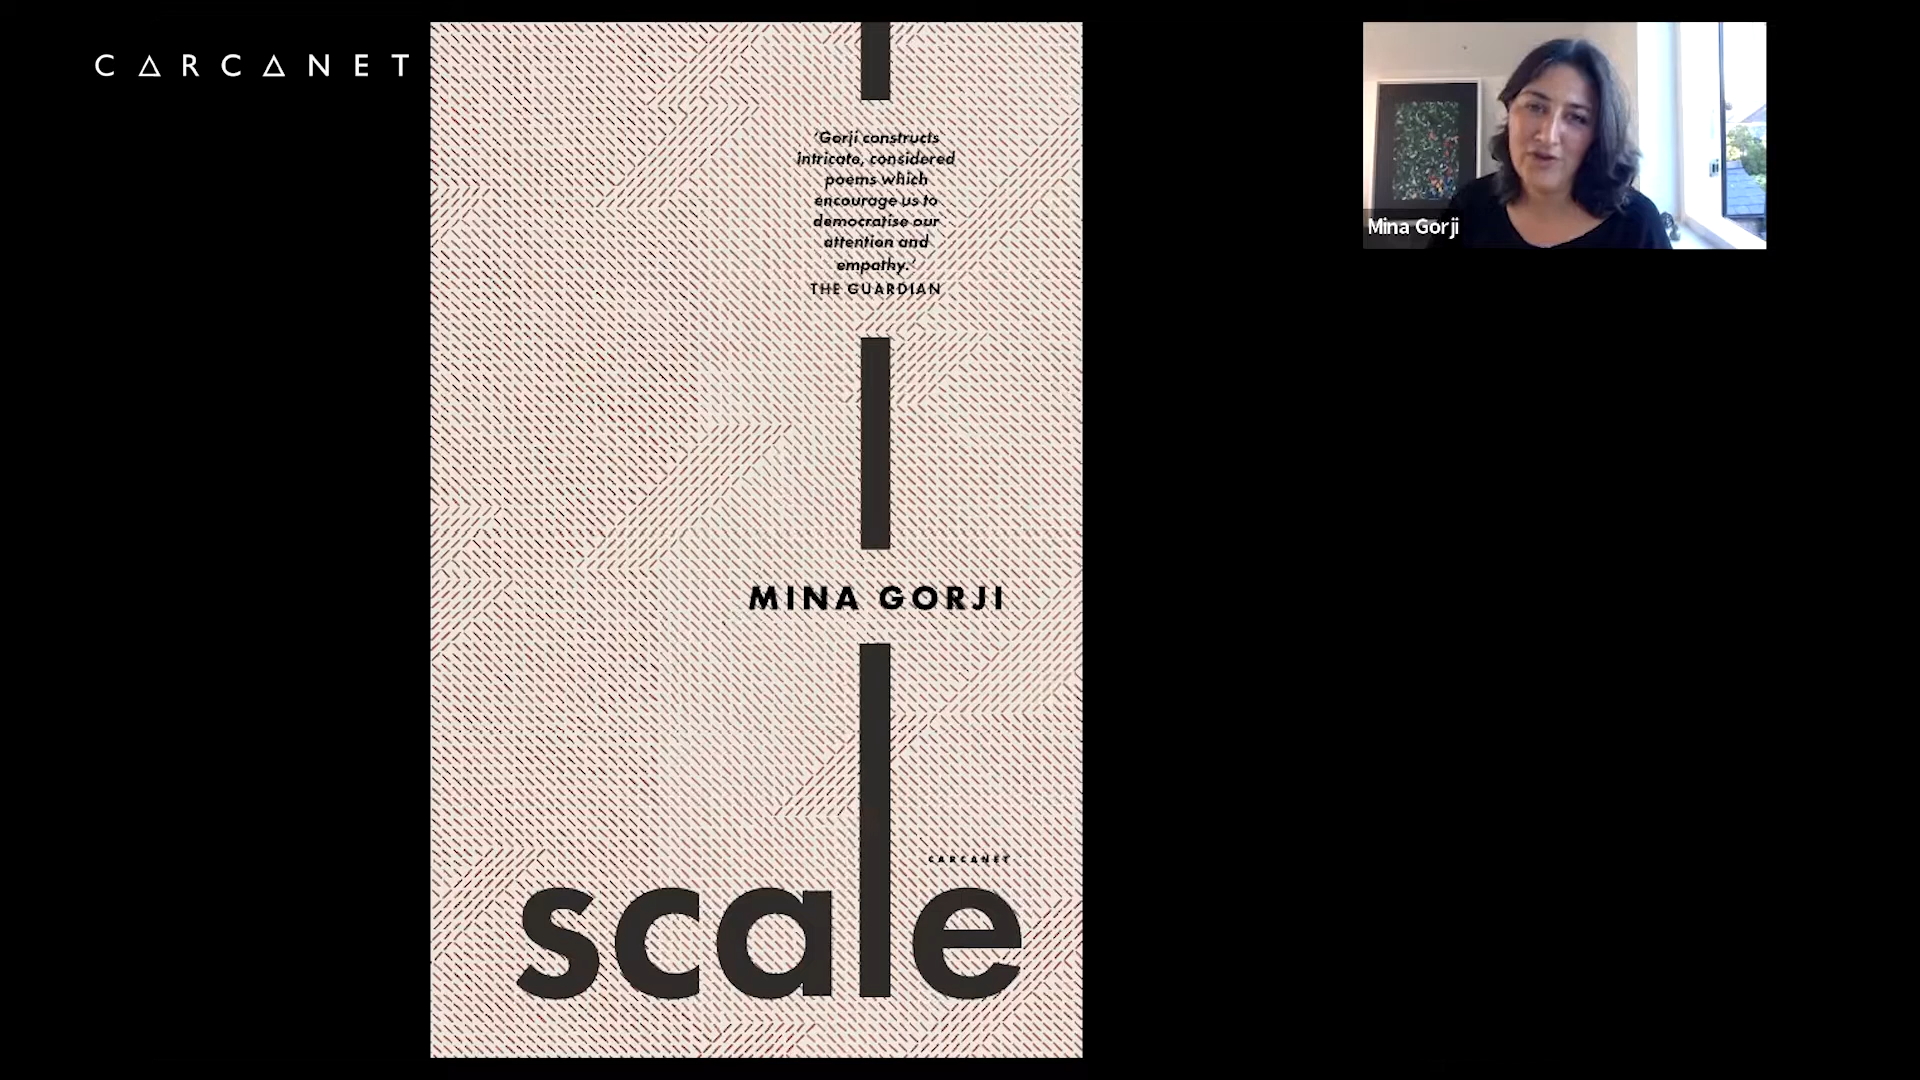 CARCANET
'Gorji constructs
intricate, considered
poems which
encourage us to
democratise our
attention and
empathy.'
THE GUARDIAN
MINA GORJI
CARCANET
scale
Mina Gorji